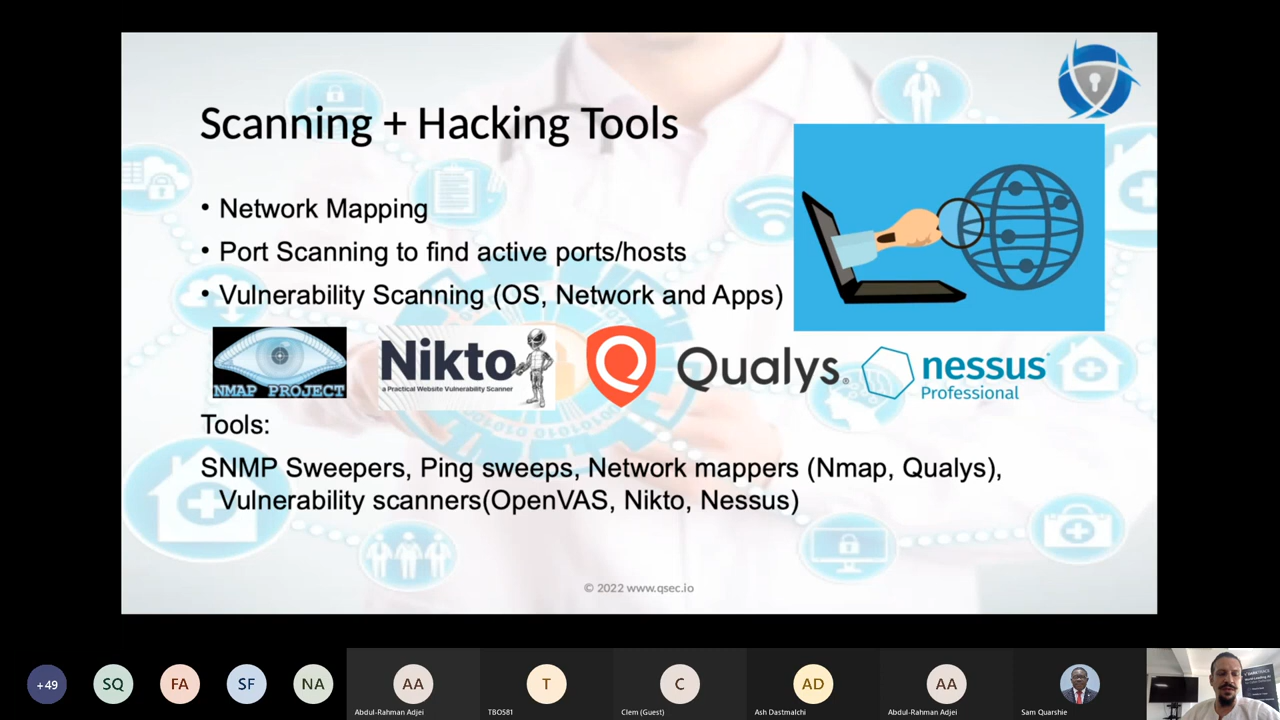 Scanning + Hacking Tools
• Network Mapping
• Port Scanning to find active ports/hosts
• Vulnerability Scanning (OS, Network and Apps)
NMAP PROJECT
Nikto
a Practical Website Vulnerability Scanner
Qualys®
nessus
Professional
Tools:
SNMP Sweepers, Ping sweeps, Network mappers (Nmap, Qualys),
Vulnerability scanners(OpenVAS, Nikto, Nessus)
© 2022 www.qsec.io
+49
SQ
FA
SF
NA
AA
T
C
AD
AA
Abdul-Rahman Adjei
TBOS81
Clem (Guest)
Ash Dastmalchi
Abdul-Rahman Adjei
Sam Quarshie